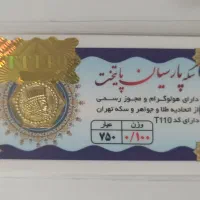 سکه پارسیان پایتخت
دارای هولوگرام و مجوز رسمی
از اتحادیه طلا و جواهر و سکه تهران
دارای کد T110
وزن عیار
۰/۱۰۰ ۷۵۰